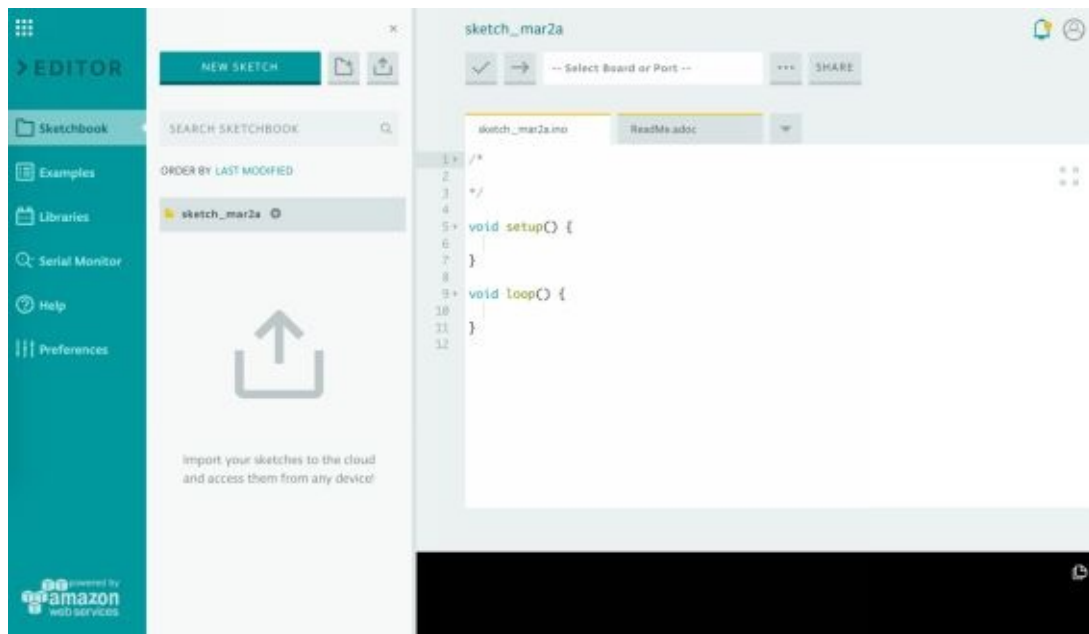 >EDITOR
Sketchbook
Examples
Libraries
Serial Monitor
Help
Preferences
powered by
amazon
web services
×
NEW SKETCH
SEARCH SKETCHBOOK
ORDER BY LAST MODIFIED
sketch_mar2a
Import your sketches to the cloud
and access them from any device!
sketch_mar2a
-- Select Board or Port --
SHARE
sketch_mar2a.ino ReadMe.adoc
1 /*
2
3 */
4
5 void setup() {
6
7 }
8
9 void loop() {
10
11 }
12